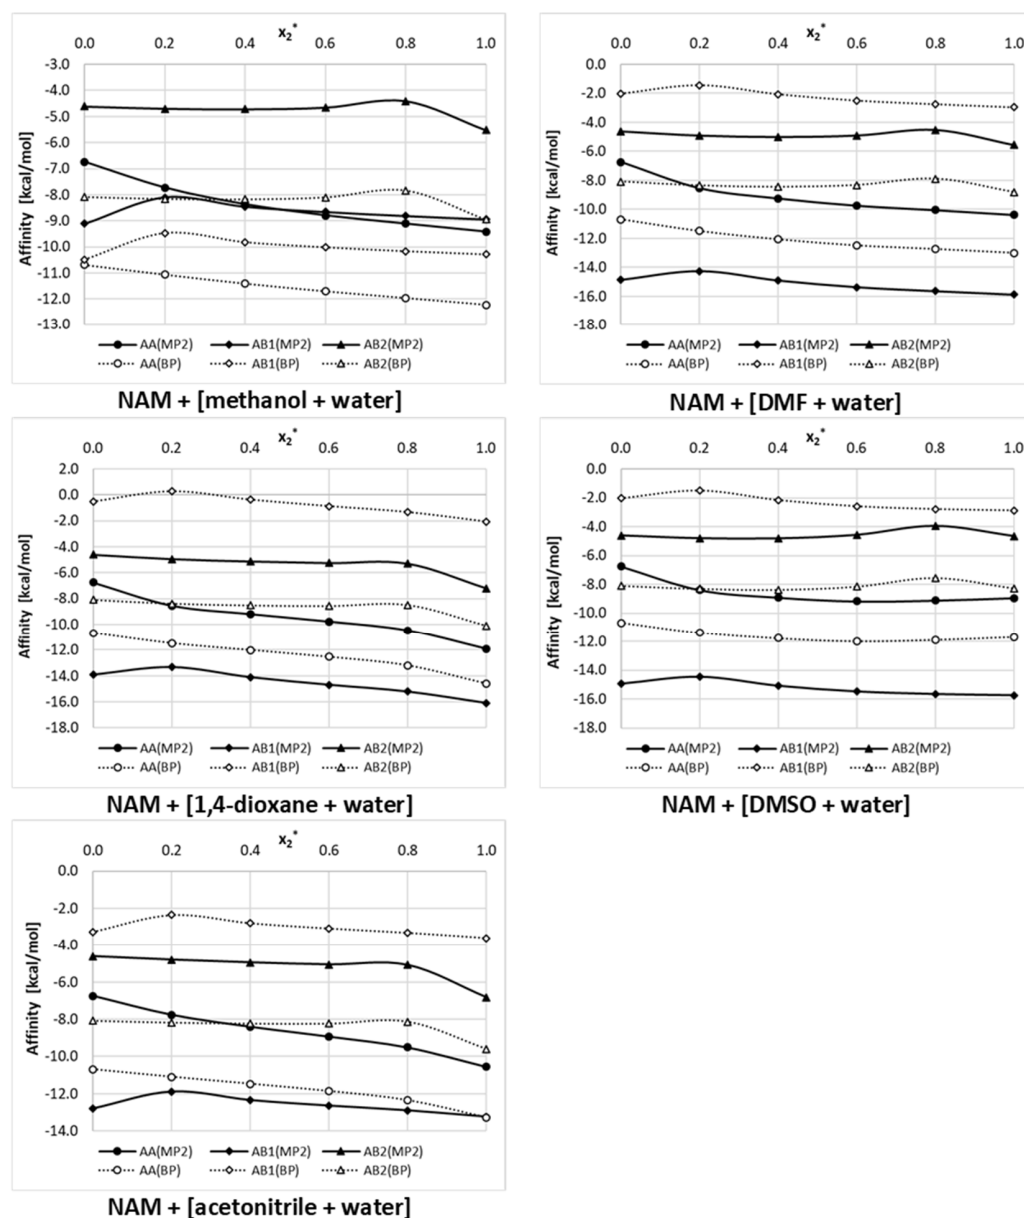 x₂*
0.0 0.2 0.4 0.6 0.8 1.0
-3.0
-4.0
-5.0
-6.0
-7.0
-8.0
-9.0
-10.0
-11.0
-12.0
-13.0
Affinity [kcal/mol]
AA(MP2) AB1(MP2) AB2(MP2)
AA(BP) AB1(BP) AB2(BP)
NAM + [methanol + water]
x₂*
0.0 0.2 0.4 0.6 0.8 1.0
0.0
-2.0
-4.0
-6.0
-8.0
-10.0
-12.0
-14.0
-16.0
-18.0
Affinity [kcal/mol]
AA(MP2) AB1(MP2) AB2(MP2)
AA(BP) AB1(BP) AB2(BP)
NAM + [DMF + water]
x₂*
0.0 0.2 0.4 0.6 0.8 1.0
2.0
0.0
-2.0
-4.0
-6.0
-8.0
-10.0
-12.0
-14.0
-16.0
-18.0
Affinity [kcal/mol]
AA(MP2) AB1(MP2) AB2(MP2)
AA(BP) AB1(BP) AB2(BP)
NAM + [1,4-dioxane + water]
x₂*
0.0 0.2 0.4 0.6 0.8 1.0
0.0
-2.0
-4.0
-6.0
-8.0
-10.0
-12.0
-14.0
-16.0
-18.0
Affinity [kcal/mol]
AA(MP2) AB1(MP2) AB2(MP2)
AA(BP) AB1(BP) AB2(BP)
NAM + [DMSO + water]
x₂*
0.0 0.2 0.4 0.6 0.8 1.0
0.0
-2.0
-4.0
-6.0
-8.0
-10.0
-12.0
-14.0
Affinity [kcal/mol]
AA(MP2) AB1(MP2) AB2(MP2)
AA(BP) AB1(BP) AB2(BP)
NAM + [acetonitrile + water]